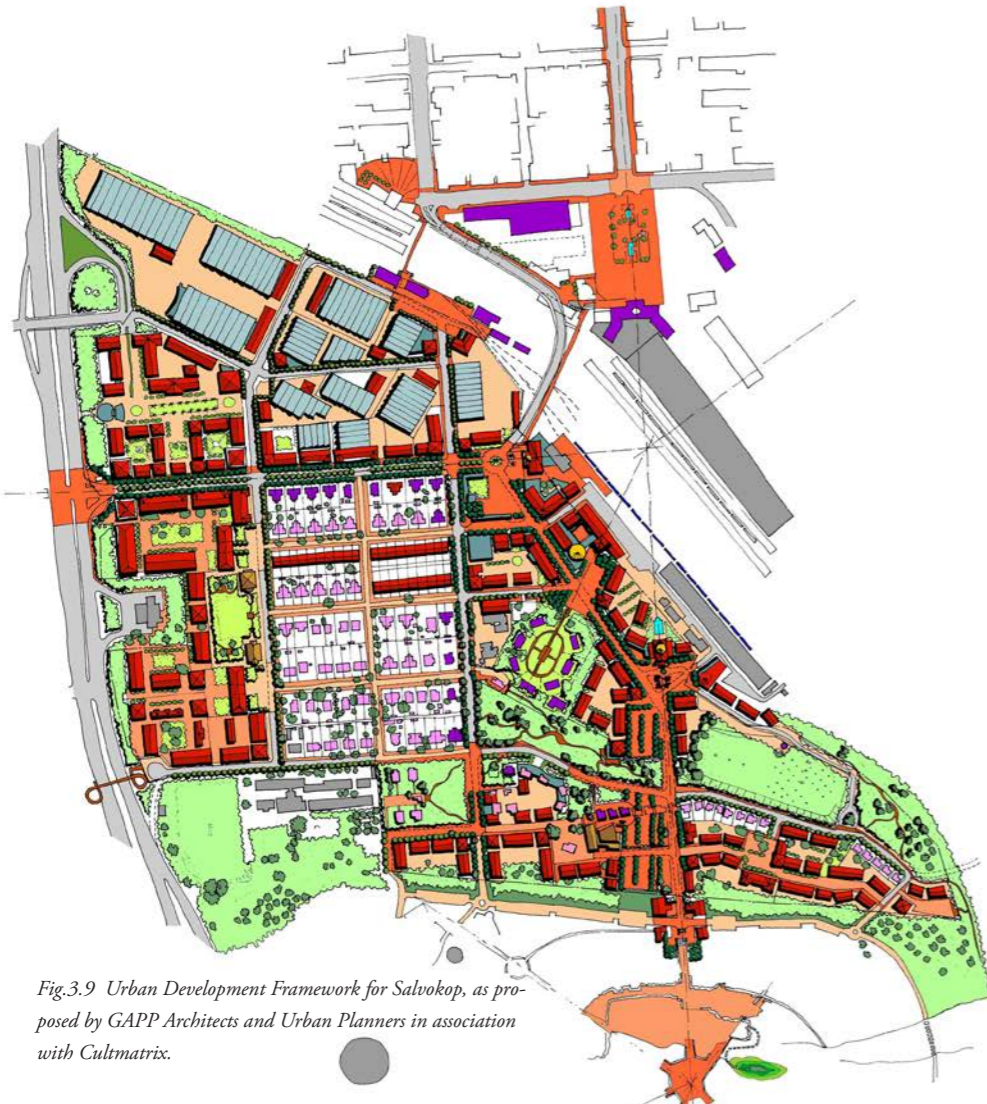 Fig.3.9 Urban Development Framework for Salvokop, as pro-
posed by GAPP Architects and Urban Planners in association
with Cultmatrix.